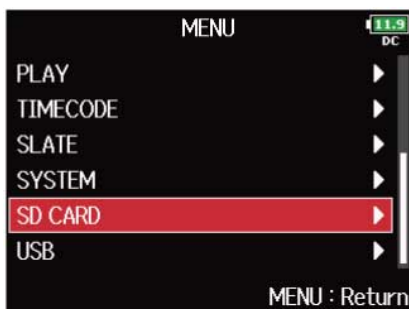 MENU
11.9
DC
PLAY
TIMECODE
SLATE
SYSTEM
SD CARD
USB
MENU : Return